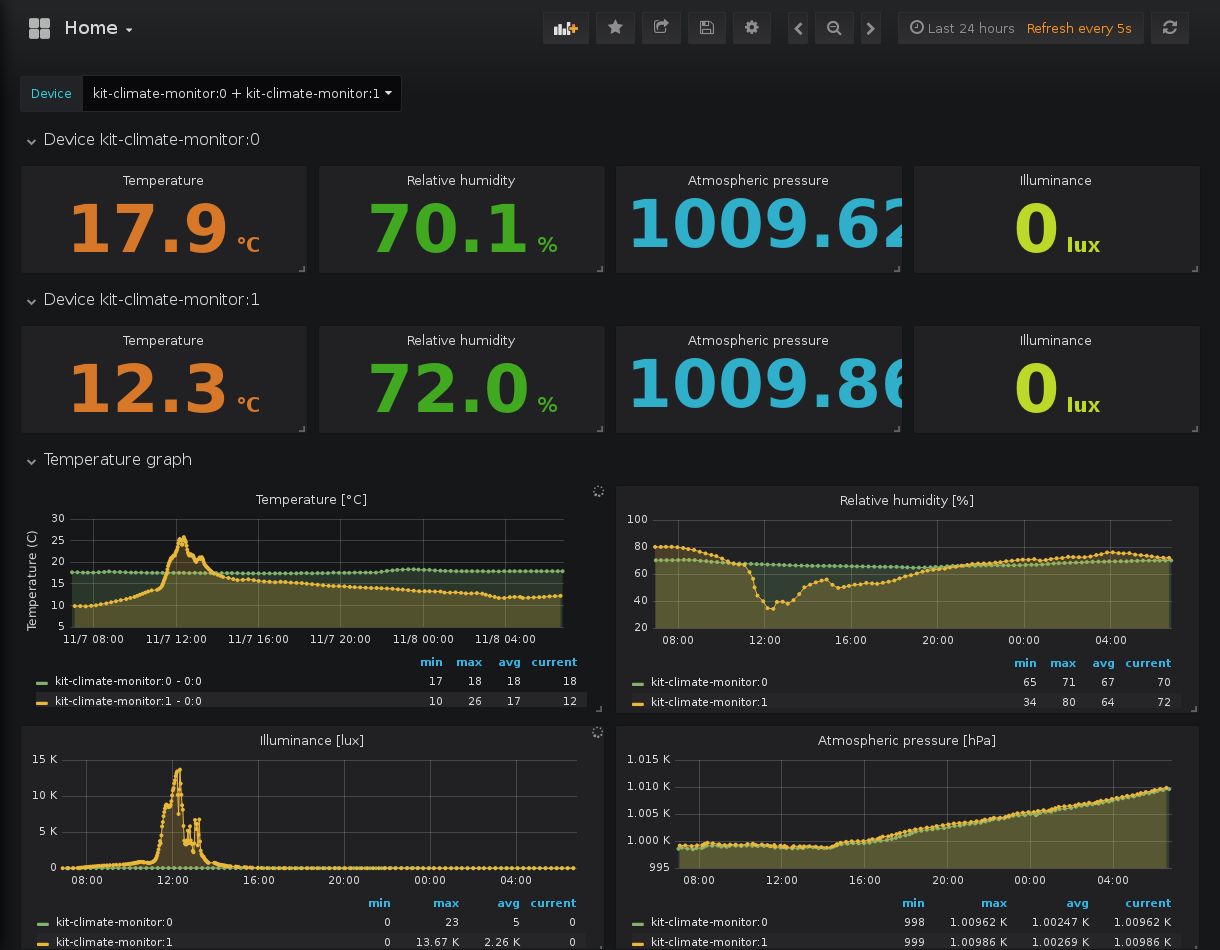 Home
Last 24 hours Refresh every 5s
Device kit-climate-monitor:0 + kit-climate-monitor:1
Device kit-climate-monitor:0
Temperature Relative humidity Atmospheric pressure Illuminance
17.9 °C 70.1 % 1009.62 0 lux
Device kit-climate-monitor:1
Temperature Relative humidity Atmospheric pressure Illuminance
12.3 °C 72.0 % 1009.86 0 lux
Temperature graph
Temperature [°C]
Temperature (C)
30
25
20
15
10
5
11/7 08:00 11/7 12:00 11/7 16:00 11/7 20:00 11/8 00:00 11/8 04:00
min max avg current
kit-climate-monitor:0 - 0:0 17 18 18 18
kit-climate-monitor:1 - 0:0 10 26 17 12
Relative humidity [%]
100
80
60
40
20
08:00 12:00 16:00 20:00 00:00 04:00
min max avg current
kit-climate-monitor:0 65 71 67 70
kit-climate-monitor:1 34 80 64 72
Illuminance [lux]
15 K
10 K
5 K
0
08:00 12:00 16:00 20:00 00:00 04:00
min max avg current
kit-climate-monitor:0 0 23 5 0
kit-climate-monitor:1 0 13.67 K 2.26 K 0
Atmospheric pressure [hPa]
1.015 K
1.010 K
1.005 K
1.000 K
995
08:00 12:00 16:00 20:00 00:00 04:00
min max avg current
kit-climate-monitor:0 998 1.00962 K 1.00247 K 1.00962 K
kit-climate-monitor:1 999 1.00986 K 1.00269 K 1.00986 K